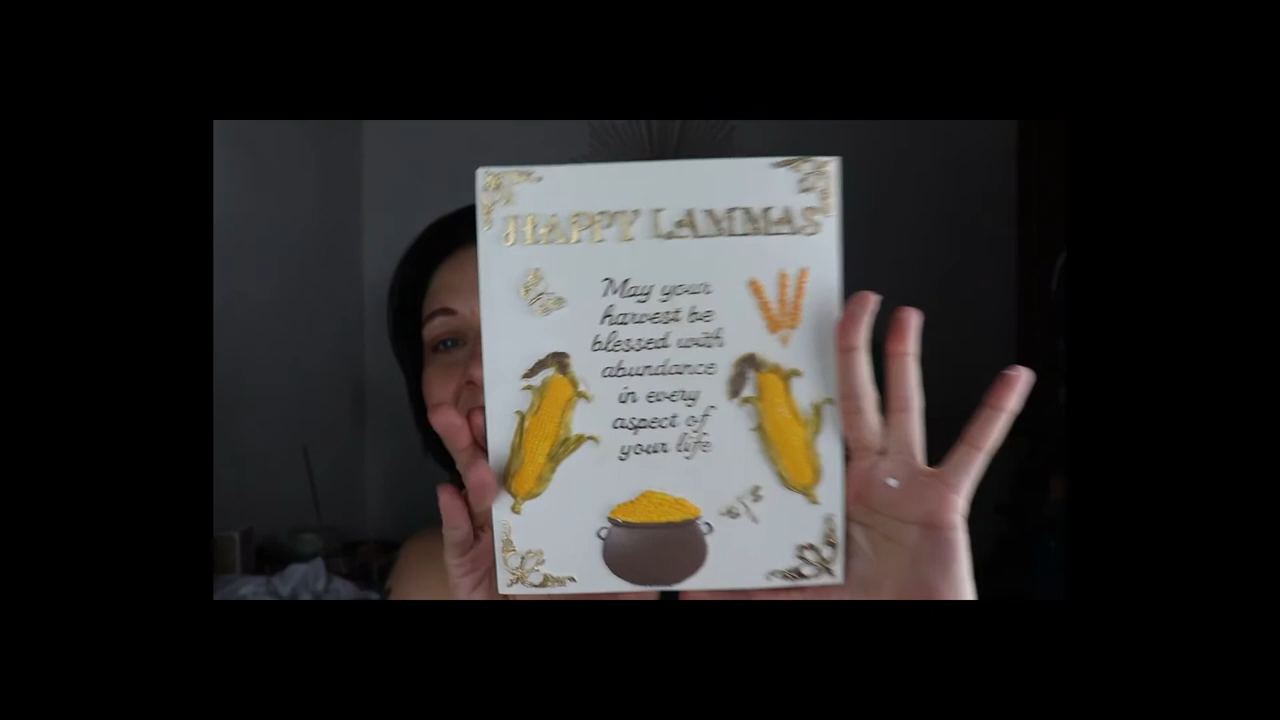 HAPPY LAMMAS
May your
harvest be
blessed with
abundance
in every
aspect of
your life